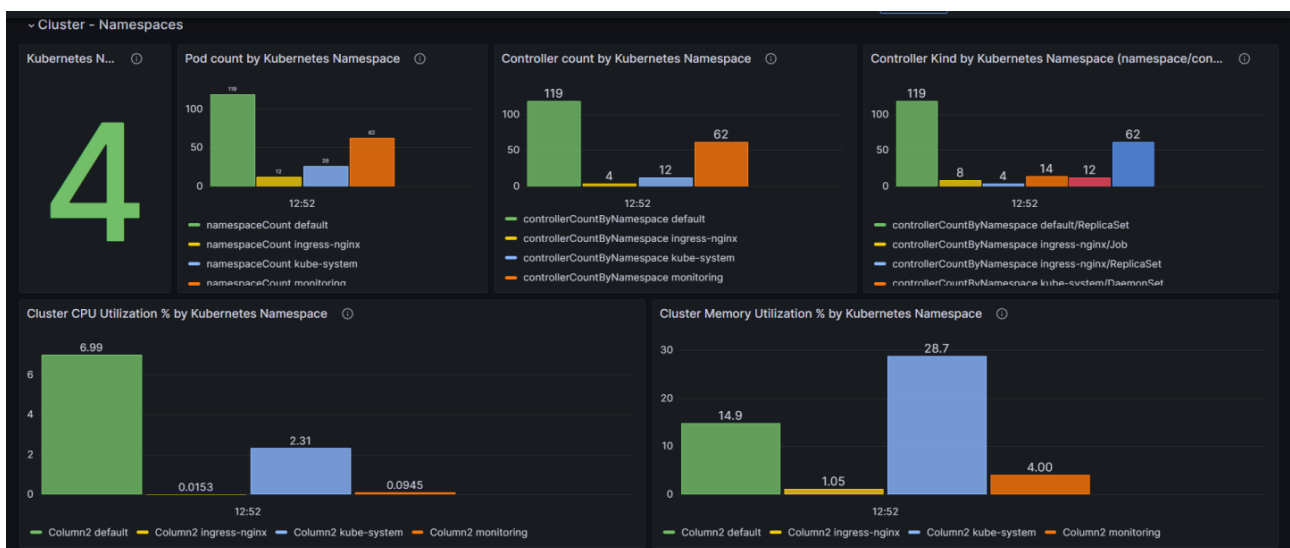 Cluster - Namespaces
Kubernetes N...
4
Pod count by Kubernetes Namespace
119
100
50
0
12
26
62
12:52
namespaceCount default
namespaceCount ingress-nginx
namespaceCount kube-system
namespaceCount monitoring
Controller count by Kubernetes Namespace
119
100
50
0
4
12
62
12:52
controllerCountByNamespace default
controllerCountByNamespace ingress-nginx
controllerCountByNamespace kube-system
controllerCountByNamespace monitoring
Controller Kind by Kubernetes Namespace (namespace/con...
119
100
50
0
8
4
14
12
62
12:52
controllerCountByNamespace default/ReplicaSet
controllerCountByNamespace ingress-nginx/Job
controllerCountByNamespace ingress-nginx/ReplicaSet
controllerCountByNamespace kube-system/DaemonSet
Cluster CPU Utilization % by Kubernetes Namespace
6.99
6
4
2
0
0.0153
2.31
0.0945
12:52
Column2 default Column2 ingress-nginx Column2 kube-system Column2 monitoring
Cluster Memory Utilization % by Kubernetes Namespace
30
20
10
0
14.9
1.05
28.7
4.00
12:52
Column2 default Column2 ingress-nginx Column2 kube-system Column2 monitoring